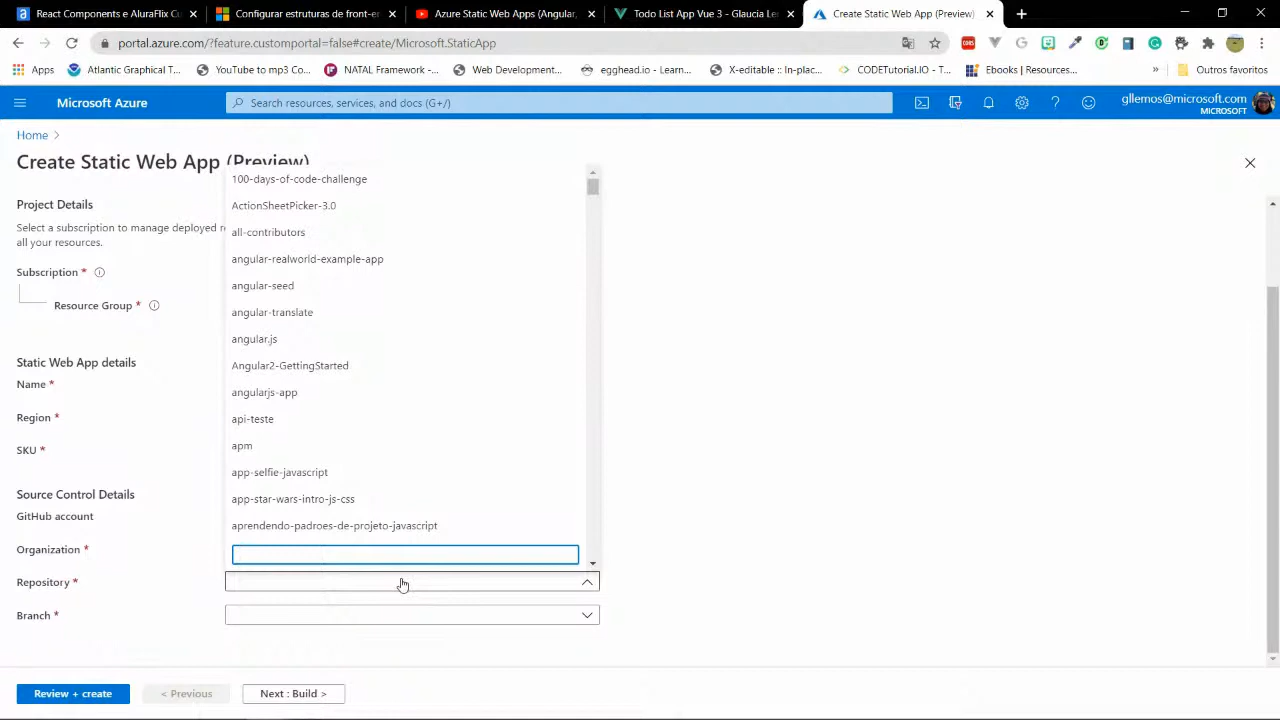 React Components e AluraFlix Cu
Configurar estruturas de front-en
Azure Static Web Apps (Angular,
Todo List App Vue 3 - Glaucia Le
Create Static Web App (Preview)
portal.azure.com/?feature.customportal=false#create/Microsoft.StaticApp
Apps
Atlantic Graphical T...
YouTube to mp3 Co...
NATAL Framework -...
Web Development...
egghead.io - Learn...
X-editable :: In-plac...
CODETutorial.IO - T...
Ebooks | Resources...
»
Outros favoritos
Microsoft Azure
Search resources, services, and docs (G+/)
gllemos@microsoft.com
MICROSOFT
Home >
Create Static Web App (Preview)
Project Details
Select a subscription to manage deployed r
all your resources.
Subscription *
Resource Group *
Static Web App details
Name *
Region *
SKU *
Source Control Details
GitHub account
Organization *
Repository *
Branch *
100-days-of-code-challenge
ActionSheetPicker-3.0
all-contributors
angular-realworld-example-app
angular-seed
angular-translate
angular.js
Angular2-GettingStarted
angularjs-app
api-teste
apm
app-selfie-javascript
app-star-wars-intro-js-css
aprendendo-padroes-de-projeto-javascript
Review + create
< Previous
Next : Build >